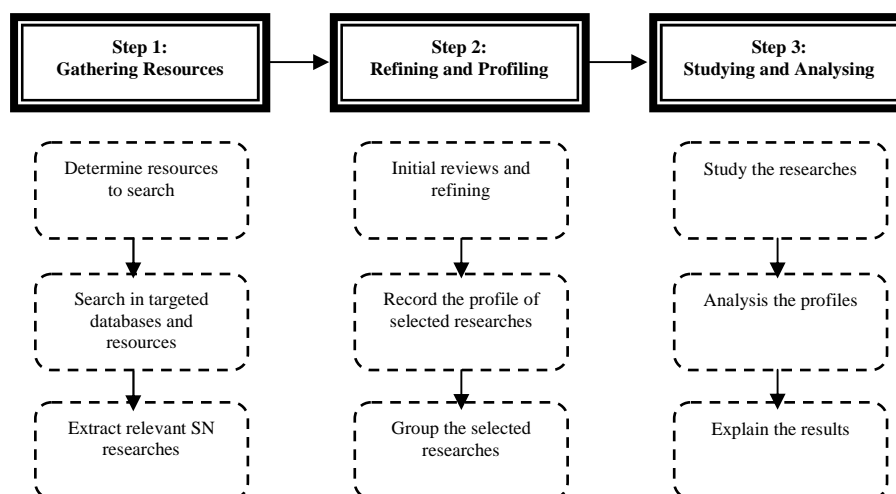 Step 1:
Gathering Resources
Step 2:
Refining and Profiling
Step 3:
Studying and Analysing
Determine resources
to search
Search in targeted
databases and
resources
Extract relevant SN
researches
Initial reviews and
refining
Record the profile of
selected researches
Group the selected
researches
Study the researches
Analysis the profiles
Explain the results